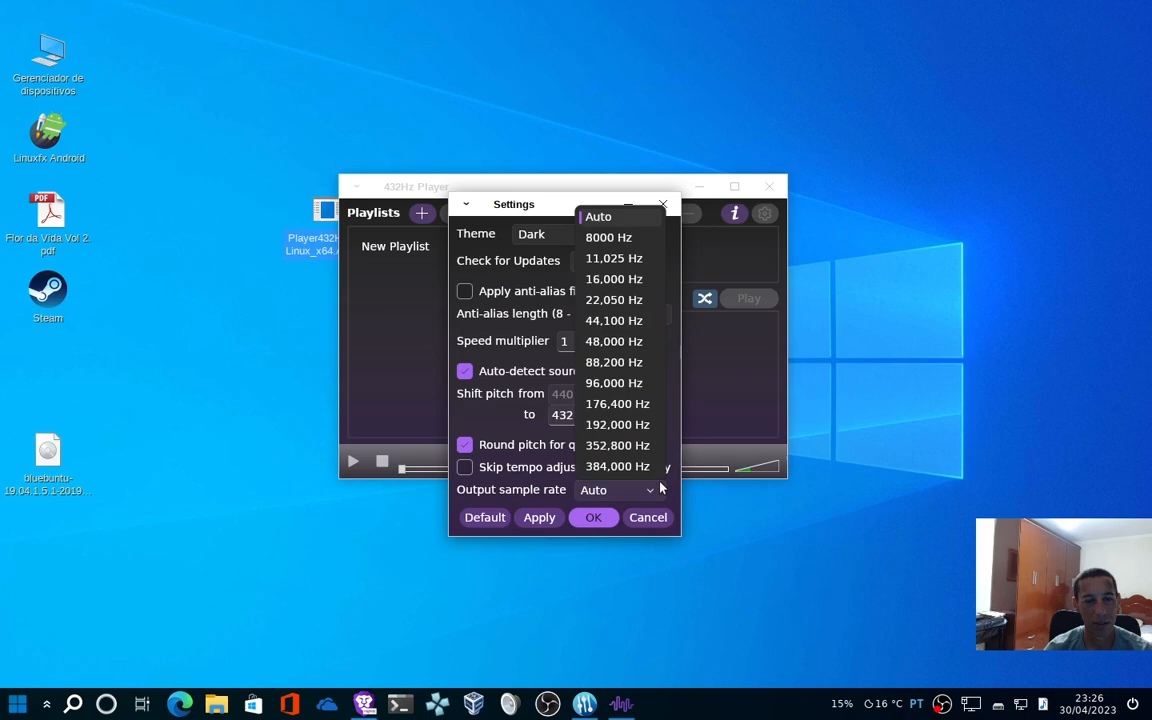 Gerenciador de
dispositivos
Linuxfx Android
PDF
Flor da Vida Vol 2.
pdf
Steam
bluebuntu-
19.04.1.5.1-2019...
Player432H
Linux_x64.A
432Hz Player
Playlists
New Playlist
Play
Settings
Theme Dark
Check for Updates
Apply anti-alias fi
Anti-alias length (8 -
Speed multiplier 1
Auto-detect sour
Shift pitch from 440
to 432
Round pitch for q
Skip tempo adjus y
Output sample rate Auto
Default Apply OK Cancel
Auto
8000 Hz
11,025 Hz
16,000 Hz
22,050 Hz
44,100 Hz
48,000 Hz
88,200 Hz
96,000 Hz
176,400 Hz
192,000 Hz
352,800 Hz
384,000 Hz
15% 16 °C PT
23:26
30/04/2023